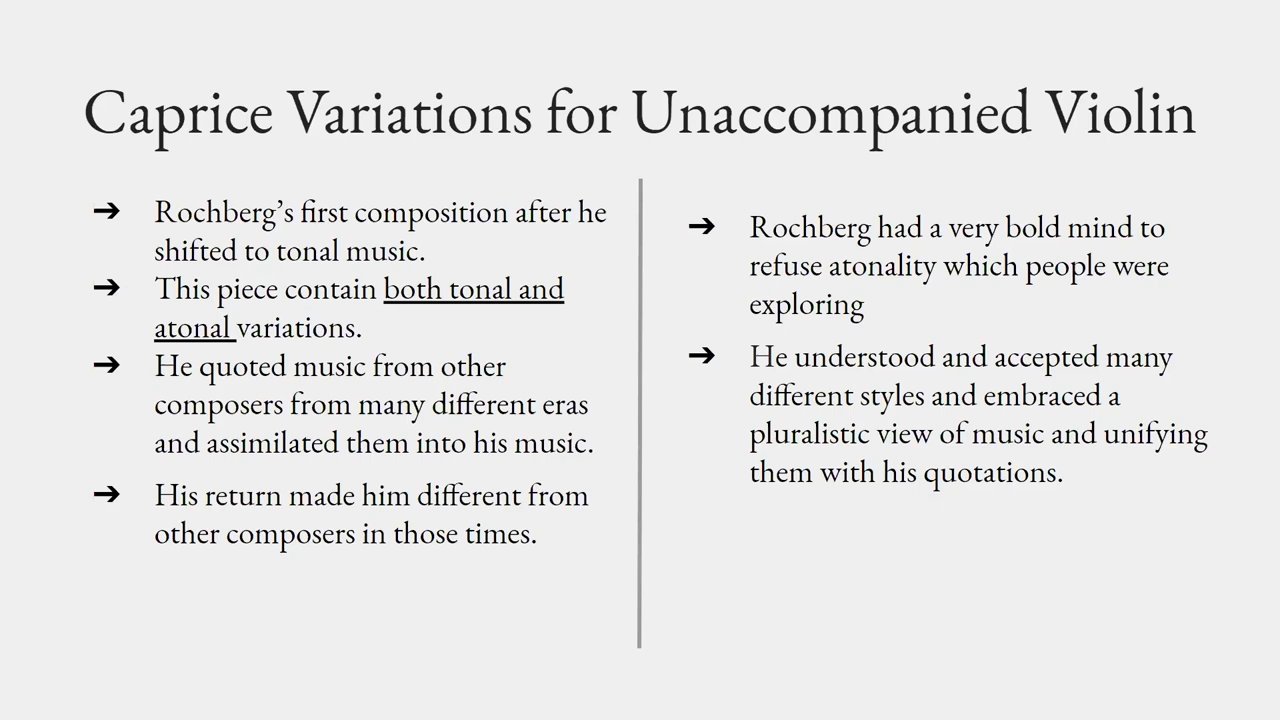 Caprice Variations for Unaccompanied Violin
➔ Rochberg’s first composition after he
shifted to tonal music.
➔ This piece contain both tonal and
atonal variations.
➔ He quoted music from other
composers from many different eras
and assimilated them into his music.
➔ His return made him different from
other composers in those times.
➔ Rochberg had a very bold mind to
refuse atonality which people were
exploring
➔ He understood and accepted many
different styles and embraced a
pluralistic view of music and unifying
them with his quotations.